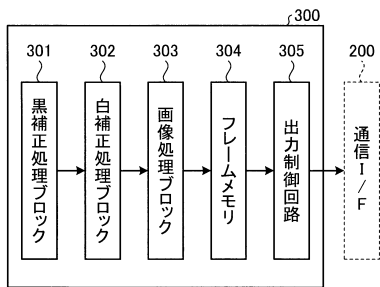 300
301
302
303
304
305
200
黒補正処理ブロック
白補正処理ブロック
画像処理ブロック
フレームメモリ
出力制御回路
通信I/F